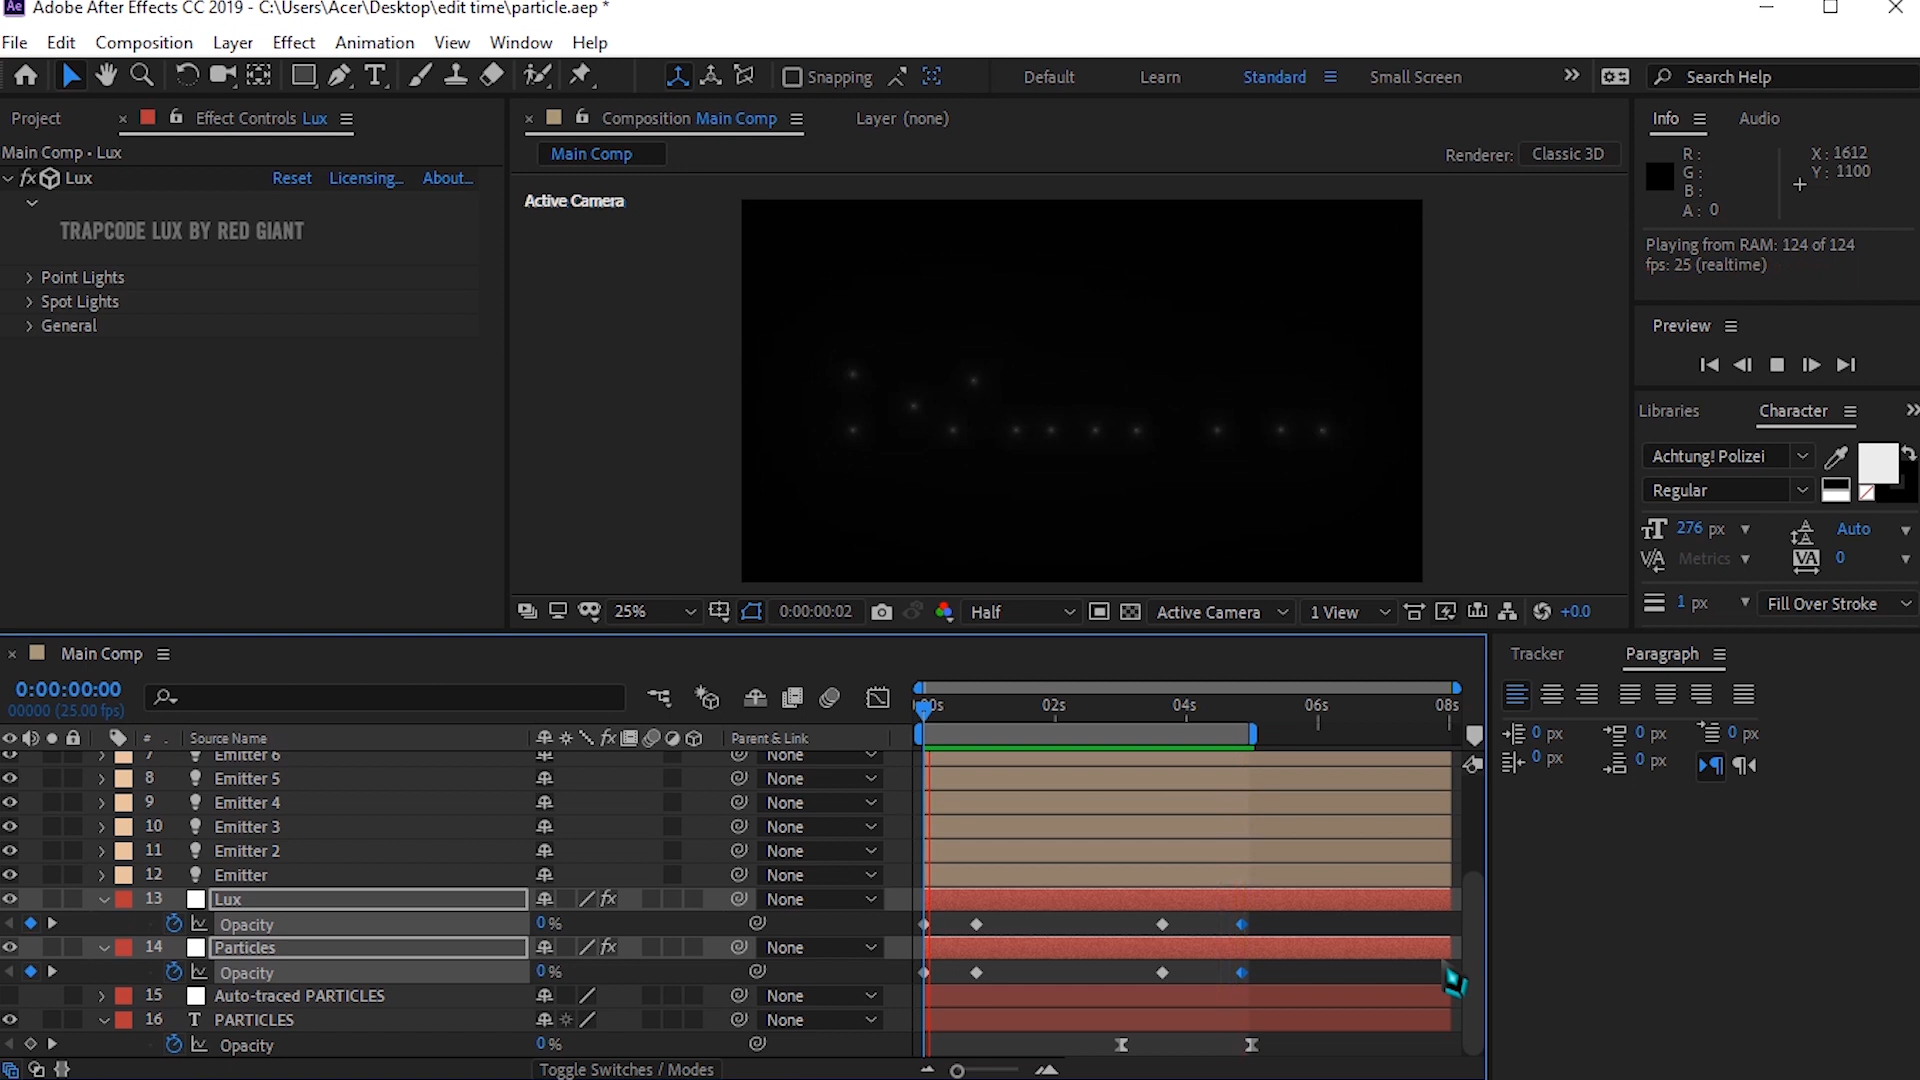 Adobe After Effects CC 2019 - C:\Users\Acer\Desktop\edit time\particle.aep *
File Edit Composition Layer Effect Animation View Window Help
Snapping Default Learn Standard Small Screen Search Help
Project Effect Controls Lux Composition Main Comp Layer (none) Info Audio
Main Comp • Lux
Main Comp
Renderer: Classic 3D
R: X: 1612
G: Y: 1100
B:
A: 0
fx Lux Reset Licensing... About...
Active Camera
TRAPCODE LUX BY RED GIANT
Playing from RAM: 124 of 124
fps: 25 (realtime)
Point Lights
Spot Lights
General
Preview
Libraries Character
Achtung! Polizei
Regular
276 px Auto
Metrics 0
1 px Fill Over Stroke
25% 0:00:00:02 Half Active Camera 1 View +0.0
Main Comp
Tracker Paragraph
0:00:00:00
00000 (25.00 fps)
00s 02s 04s 06s 08s
0 px 0 px 0 px
0 px 0 px
# Source Name fx Parent & Link
7 Emitter 6 None
8 Emitter 5 None
9 Emitter 4 None
10 Emitter 3 None
11 Emitter 2 None
12 Emitter None
13 Lux fx None
Opacity 0 %
14 Particles fx None
Opacity 0 %
15 Auto-traced PARTICLES None
16 T PARTICLES None
Opacity 0 %
Toggle Switches / Modes